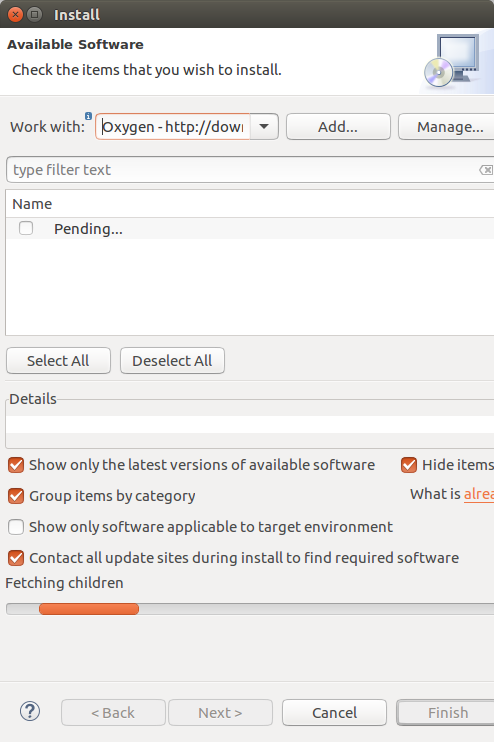 Install
Available Software
Check the items that you wish to install.
Work with: Oxygen - http://dow Add... Manage...
type filter text
Name
Pending...
Select All Deselect All
Details
Show only the latest versions of available software Hide items
Group items by category What is
Show only software applicable to target environment
Contact all update sites during install to find required software
Fetching children
? < Back Next > Cancel Finish